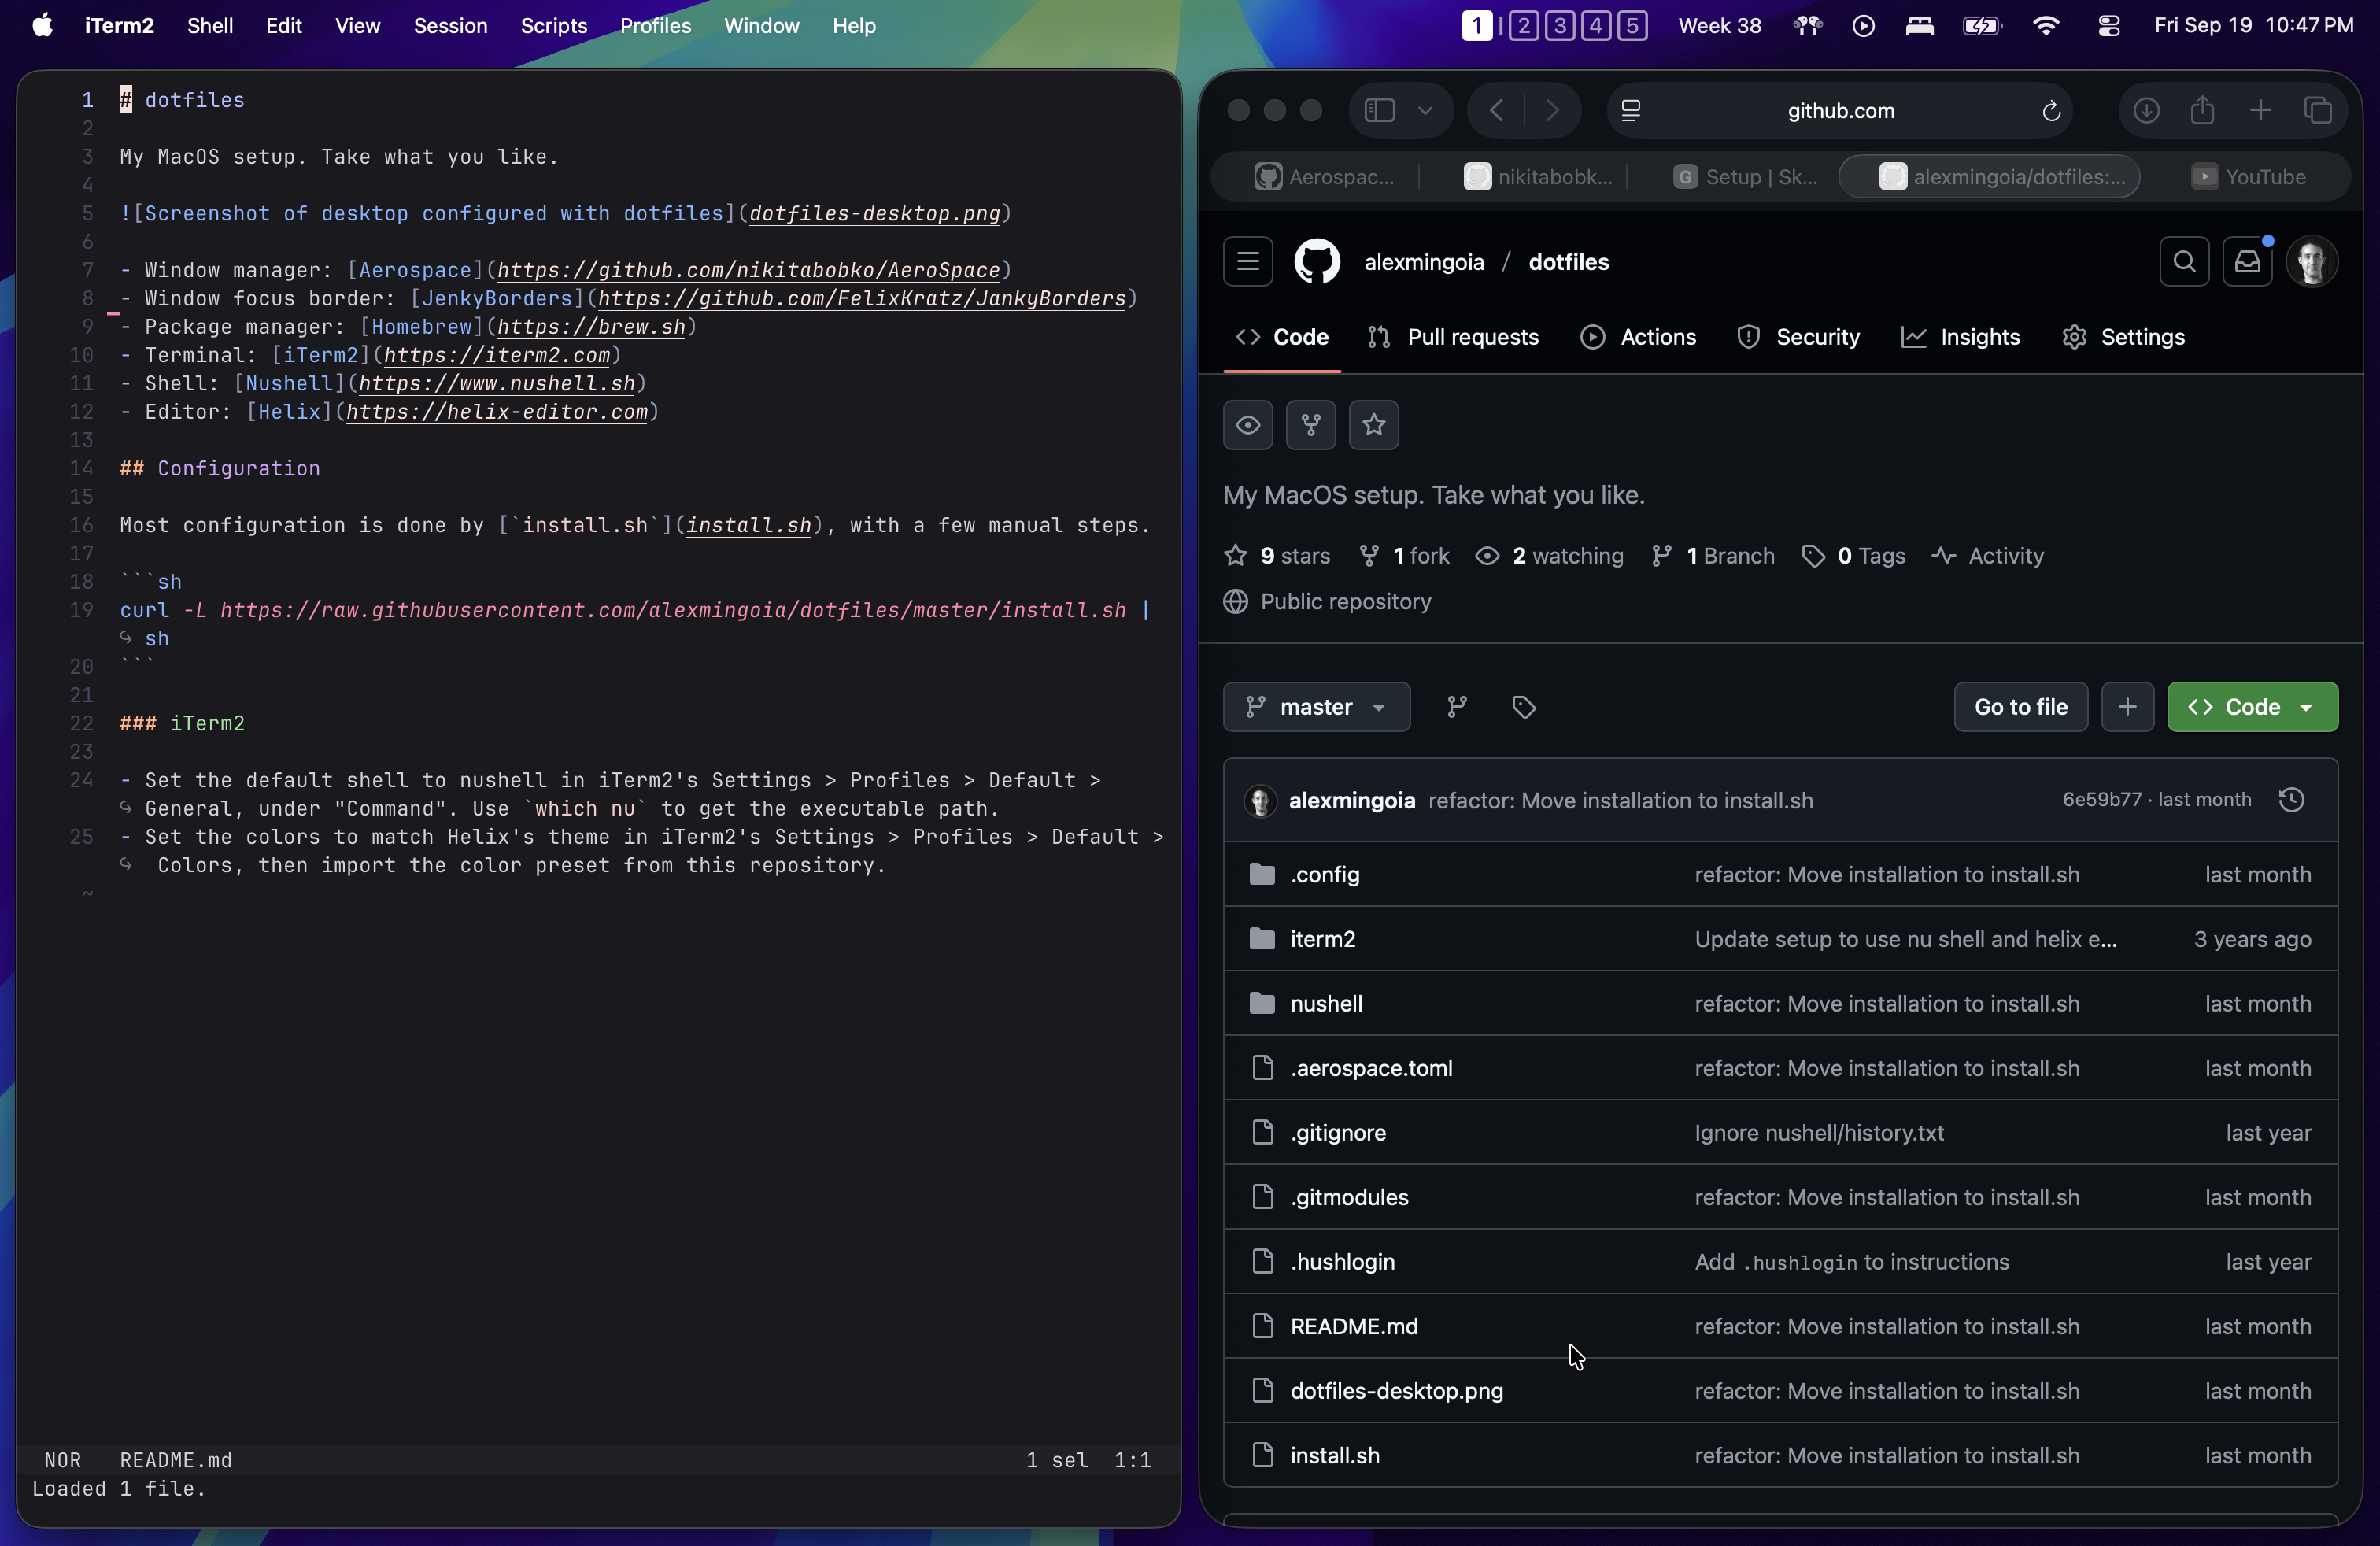 iTerm2 Shell Edit View Session Scripts Profiles Window Help 1 | 2 3 4 5 Week 38 Fri Sep 19 10:47 PM
1 # dotfiles
2
3 My MacOS setup. Take what you like.
4
5 ![Screenshot of desktop configured with dotfiles](dotfiles-desktop.png)
6
7 - Window manager: [Aerospace](https://github.com/nikitabobko/AeroSpace)
8 - Window focus border: [JenkyBorders](https://github.com/FelixKratz/JankyBorders)
9 - Package manager: [Homebrew](https://brew.sh)
10 - Terminal: [iTerm2](https://iterm2.com)
11 - Shell: [Nushell](https://www.nushell.sh)
12 - Editor: [Helix](https://helix-editor.com)
13
14 ## Configuration
15
16 Most configuration is done by [`install.sh`](install.sh), with a few manual steps.
17
18 ```sh
19 curl -L https://raw.githubusercontent.com/alexmingoia/dotfiles/master/install.sh |
↪ sh
20 ```
21
22 ### iTerm2
23
24 - Set the default shell to nushell in iTerm2's Settings > Profiles > Default >
↪ General, under "Command". Use `which nu` to get the executable path.
25 - Set the colors to match Helix's theme in iTerm2's Settings > Profiles > Default >
↪ Colors, then import the color preset from this repository.
~
NOR README.md 1 sel 1:1
Loaded 1 file.
github.com
Aerospac... nikitabobk... G Setup | Sk... alexmingoia/dotfiles:... YouTube
alexmingoia / dotfiles
Code Pull requests Actions Security Insights Settings
My MacOS setup. Take what you like.
9 stars 1 fork 2 watching 1 Branch 0 Tags Activity
Public repository
master Go to file + <> Code
alexmingoia refactor: Move installation to install.sh 6e59b77 · last month
.config refactor: Move installation to install.sh last month
iterm2 Update setup to use nu shell and helix e... 3 years ago
nushell refactor: Move installation to install.sh last month
.aerospace.toml refactor: Move installation to install.sh last month
.gitignore Ignore nushell/history.txt last year
.gitmodules refactor: Move installation to install.sh last month
.hushlogin Add .hushlogin to instructions last year
README.md refactor: Move installation to install.sh last month
dotfiles-desktop.png refactor: Move installation to install.sh last month
install.sh refactor: Move installation to install.sh last month